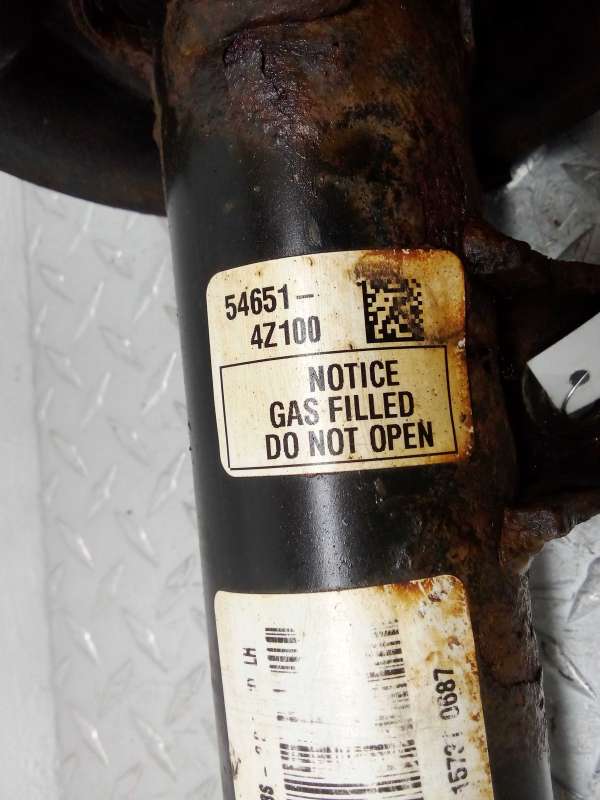 54651-
4Z100
NOTICE
GAS FILLED
DO NOT OPEN
LH
0687